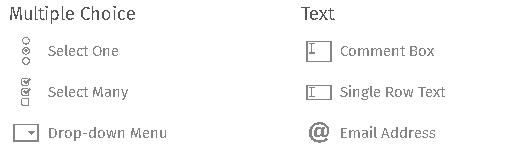 Multiple Choice
Select One
Select Many
Drop-down Menu
Text
Comment Box
Single Row Text
@ Email Address